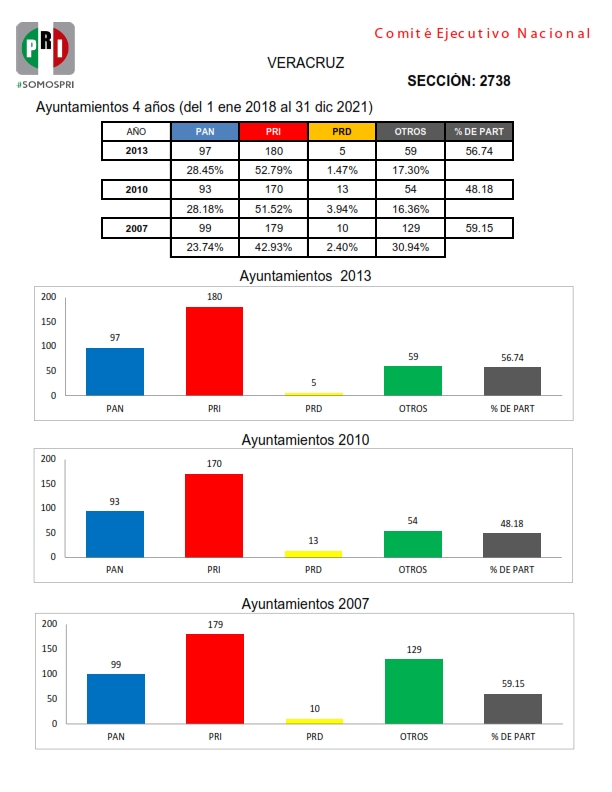 Comité Ejecutivo Nacional
PRI
#SOMOSPRI
VERACRUZ
SECCIÓN: 2738
Ayuntamientos 4 años (del 1 ene 2018 al 31 dic 2021)
AÑO PAN PRI PRD OTROS % DE PART
2013 97 180 5 59 56.74
28.45% 52.79% 1.47% 17.30%
2010 93 170 13 54 48.18
28.18% 51.52% 3.94% 16.36%
2007 99 179 10 129 59.15
23.74% 42.93% 2.40% 30.94%
Ayuntamientos 2013
200
150
100
50
0
97 180 5 59 56.74
PAN PRI PRD OTROS % DE PART
Ayuntamientos 2010
200
150
100
50
0
93 170 13 54 48.18
PAN PRI PRD OTROS % DE PART
Ayuntamientos 2007
200
150
100
50
0
99 179 10 129 59.15
PAN PRI PRD OTROS % DE PART